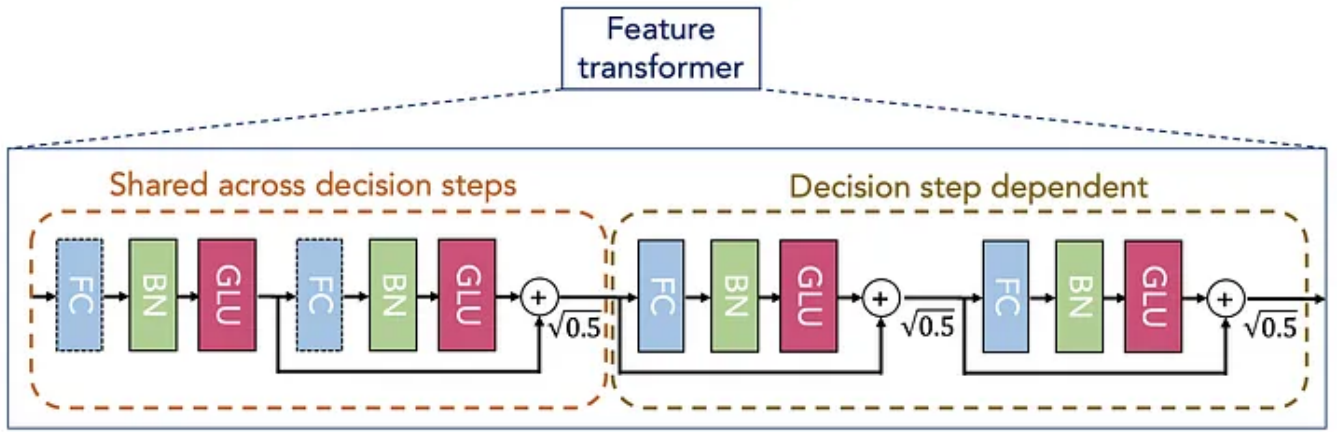 Feature
transformer
Shared across decision steps
Decision step dependent
FC
BN
GLU
FC
BN
GLU
+
√0.5
FC
BN
GLU
+
√0.5
FC
BN
GLU
+
√0.5